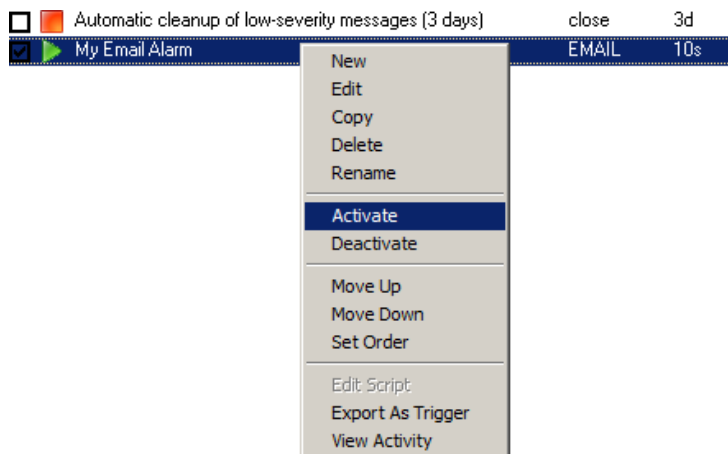 Automatic cleanup of low-severity messages (3 days) close 3d
My Email Alarm EMAIL 10s
New
Edit
Copy
Delete
Rename
Activate
Deactivate
Move Up
Move Down
Set Order
Edit Script
Export As Trigger
View Activity